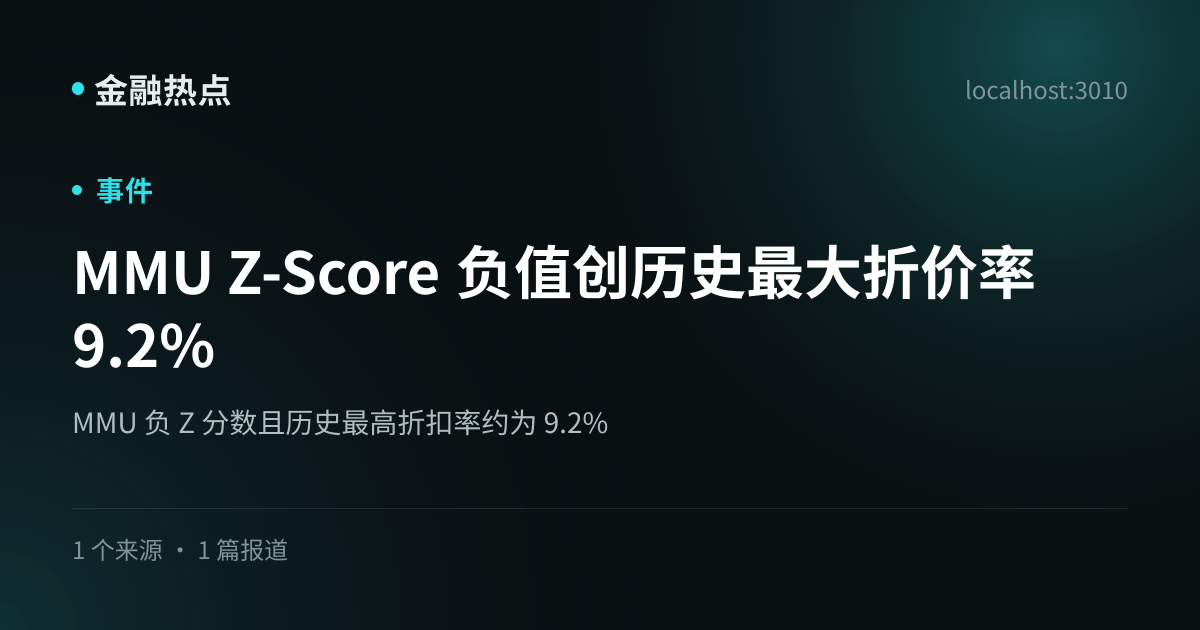 金融热点
localhost:3010
事件
MMU Z-Score 负值创历史最大折价率
9.2%
MMU 负 Z 分数且历史最高折扣率约为 9.2%
1 个来源 · 1 篇报道